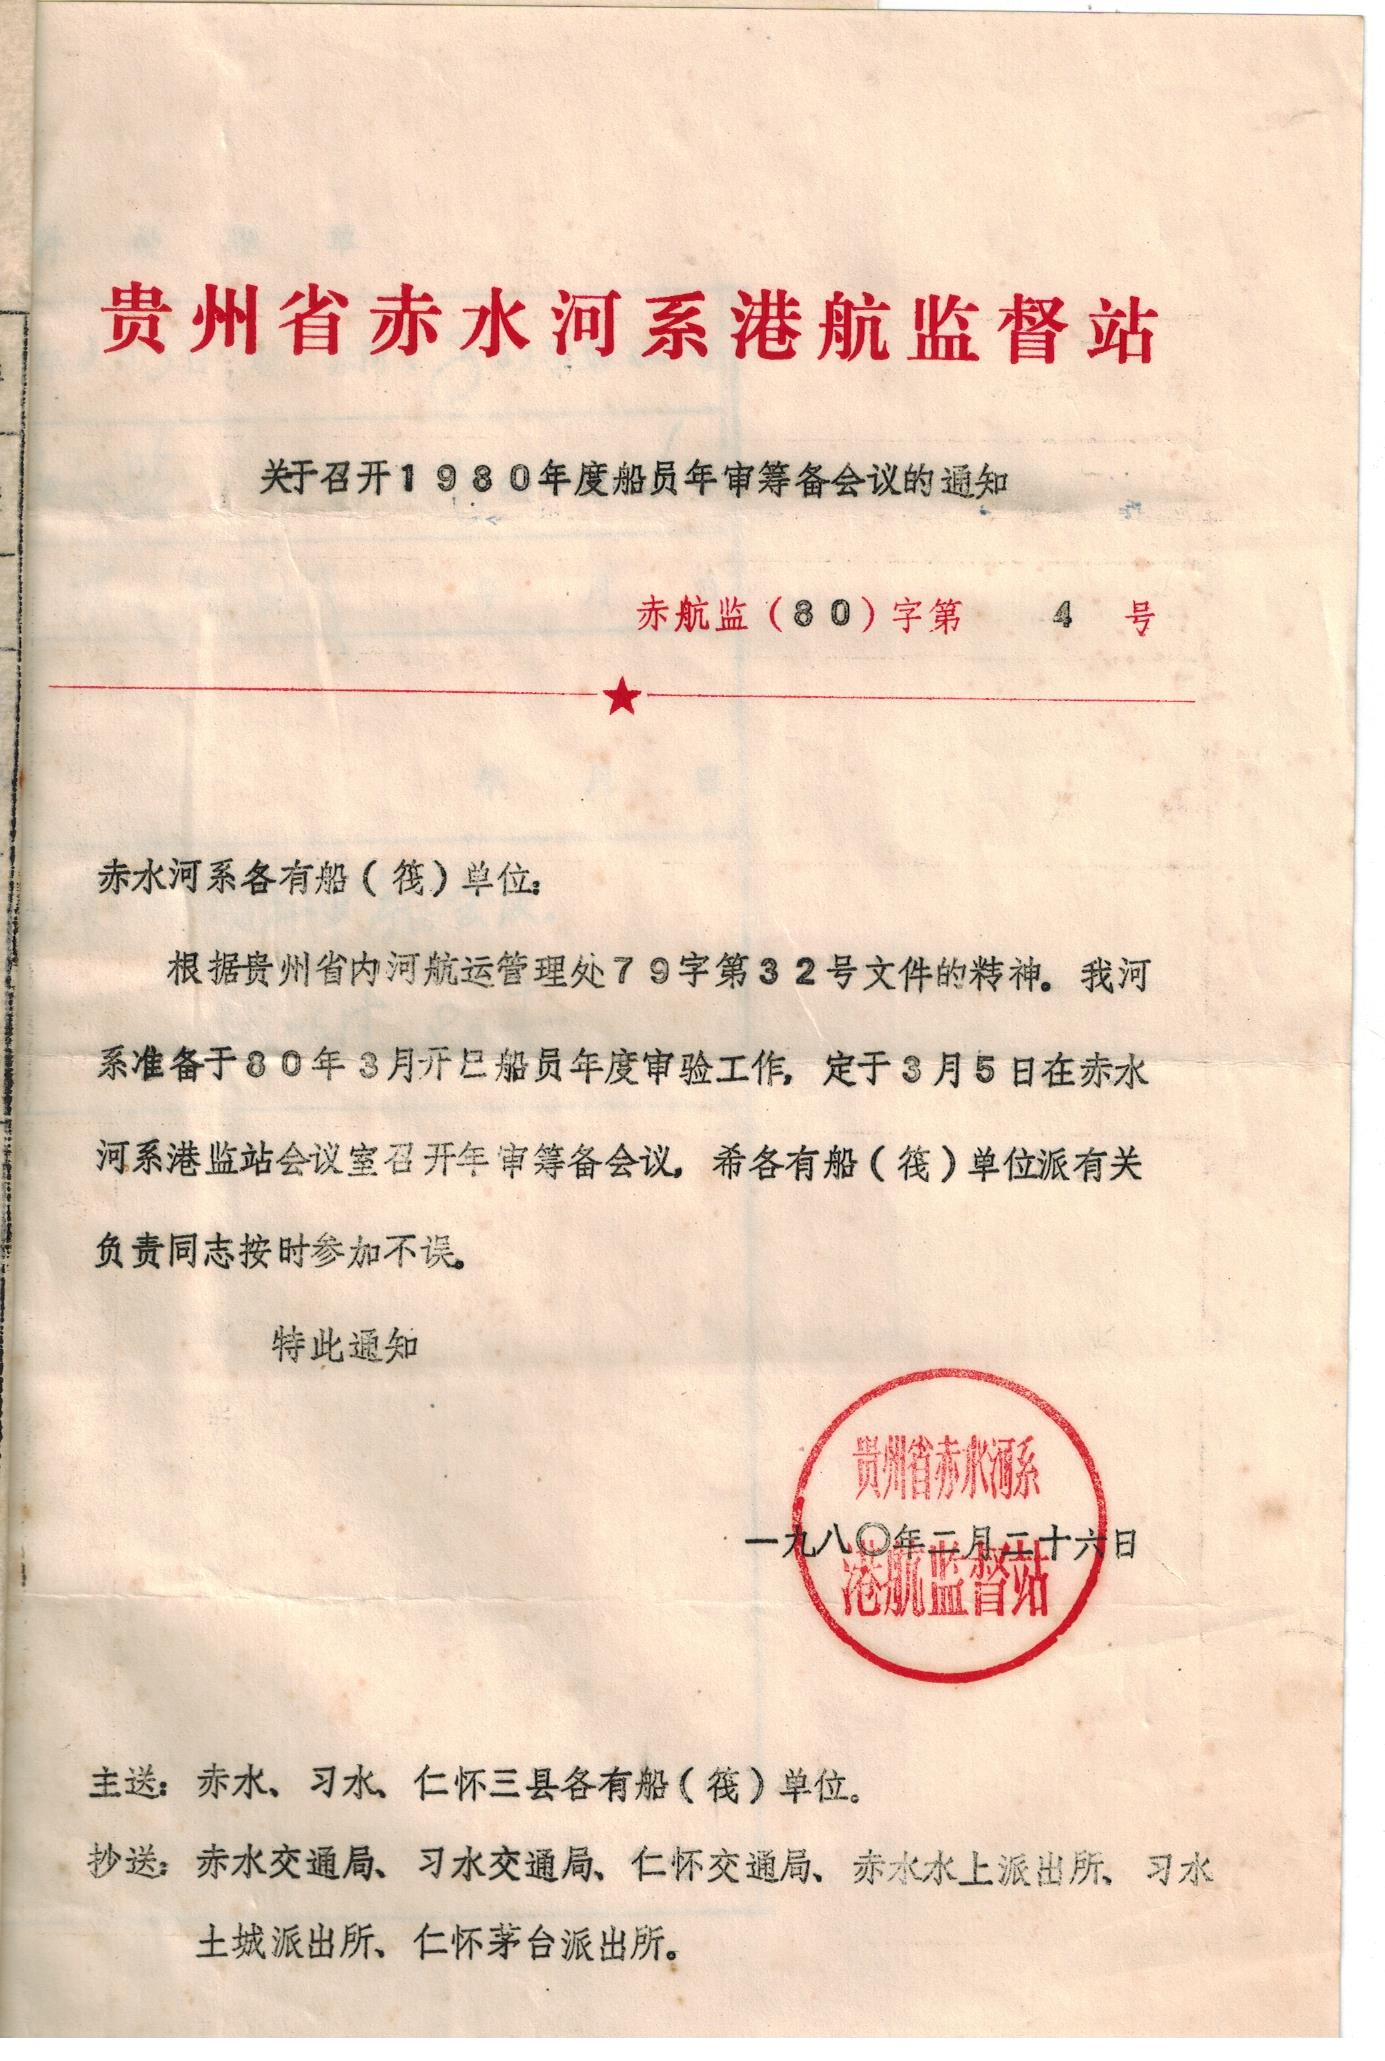 贵州省赤水河系港航监督站
关于召开1980年度船员年审筹备会议的通知
赤航监(80)字第 4 号
赤水河系各有船(筏)单位:
根据贵州省内河航运管理处79字第32号文件的精神。我河
系准备于80年3月开 船员年度审验工作,定于3月5日在赤水
河系港监站会议室召开年审筹备会议,希各有船(筏)单位派有关
负责同志按时参加不误。
特此通知
贵州省赤水河系
一九八〇年二月二十六日
港航监督站
主送:赤水、习水、仁怀三县各有船(筏)单位。
抄送:赤水交通局、习水交通局、仁怀交通局、赤水水上派出所、习水
土城派出所、仁怀茅台派出所。